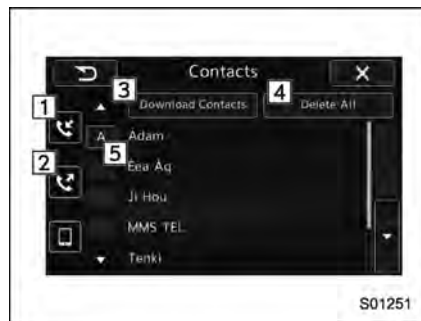 Contacts
3
4
Download Contacts
Delete All
1
A
5
Adam
Eea Aq
2
Ji Hou
MMS TEL
Tenki
S01251